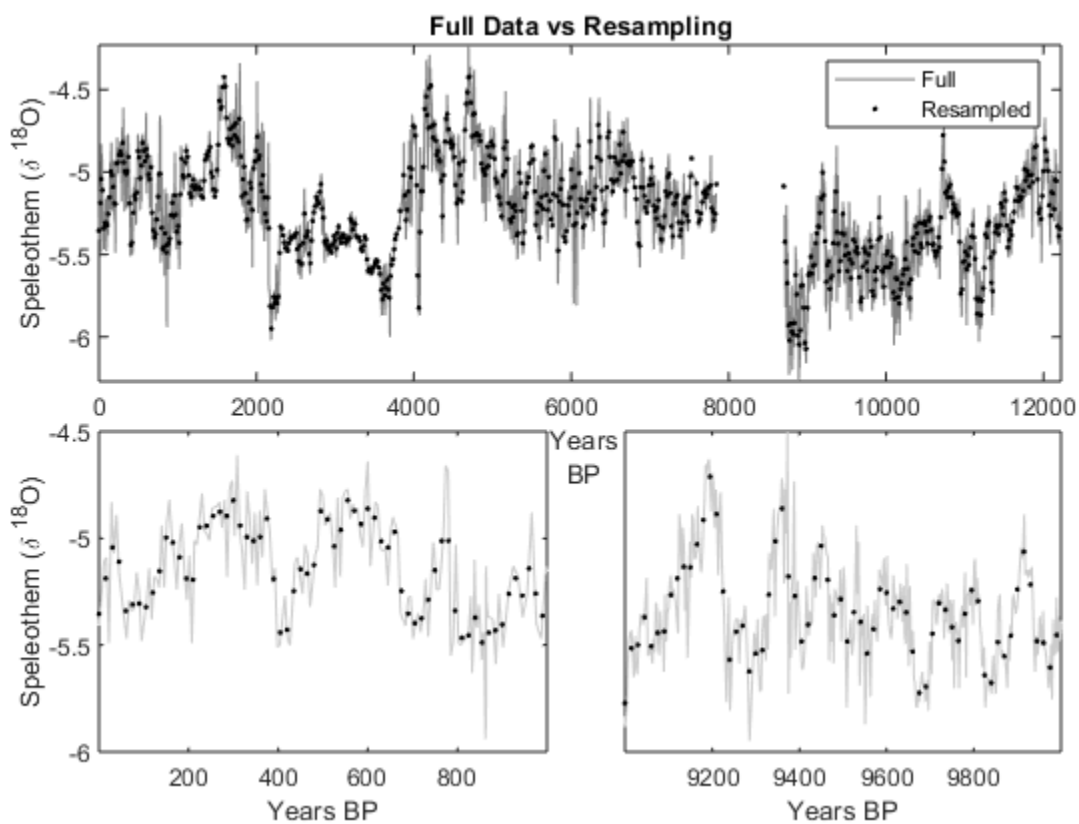 Full Data vs Resampling
Speleothem (δ 18O)
-4.5
-5
-5.5
-6
Full
Resampled
0 2000 4000 6000 8000 10000 12000
Years
BP
Speleothem (δ 18O)
-4.5
-5
-5.5
-6
200 400 600 800
Years BP
9200 9400 9600 9800
Years BP